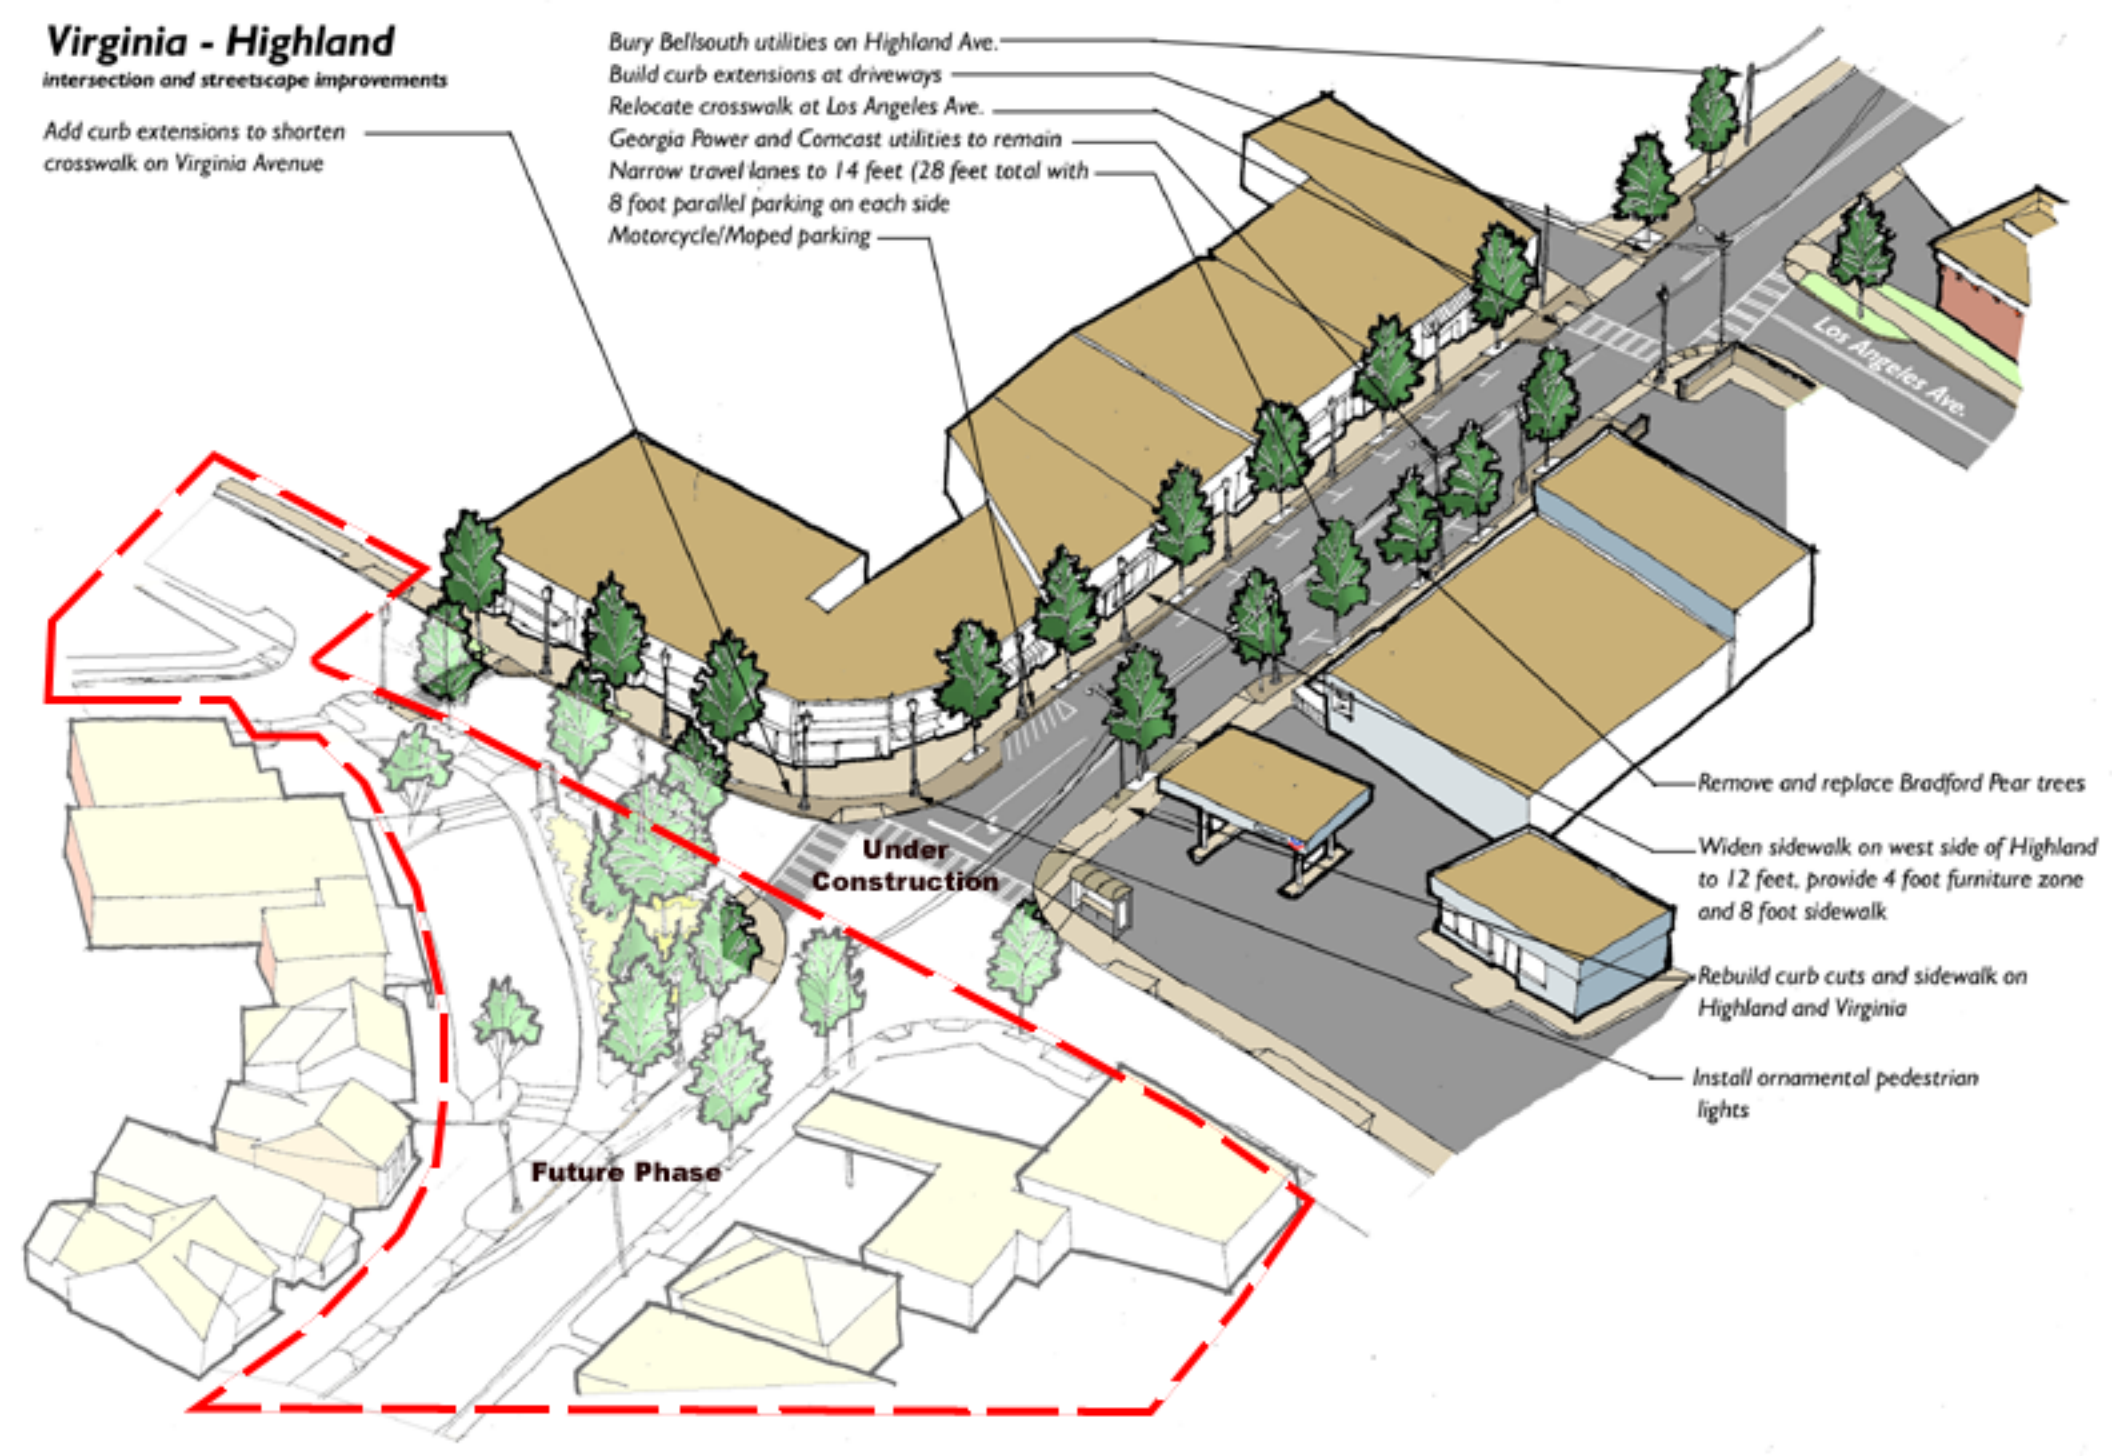 Virginia - Highland
intersection and streetscape improvements
Add curb extensions to shorten
crosswalk on Virginia Avenue
Bury Bellsouth utilities on Highland Ave.
Build curb extensions at driveways
Relocate crosswalk at Los Angeles Ave.
Georgia Power and Comcast utilities to remain
Narrow travel lanes to 14 feet (28 feet total with
8 foot parallel parking on each side
Motorcycle/Moped parking
Los Angeles Ave.
Remove and replace Bradford Pear trees
Widen sidewalk on west side of Highland
to 12 feet, provide 4 foot furniture zone
and 8 foot sidewalk
Under
Construction
Rebuild curb cuts and sidewalk on
Highland and Virginia
Install ornamental pedestrian
lights
Future Phase